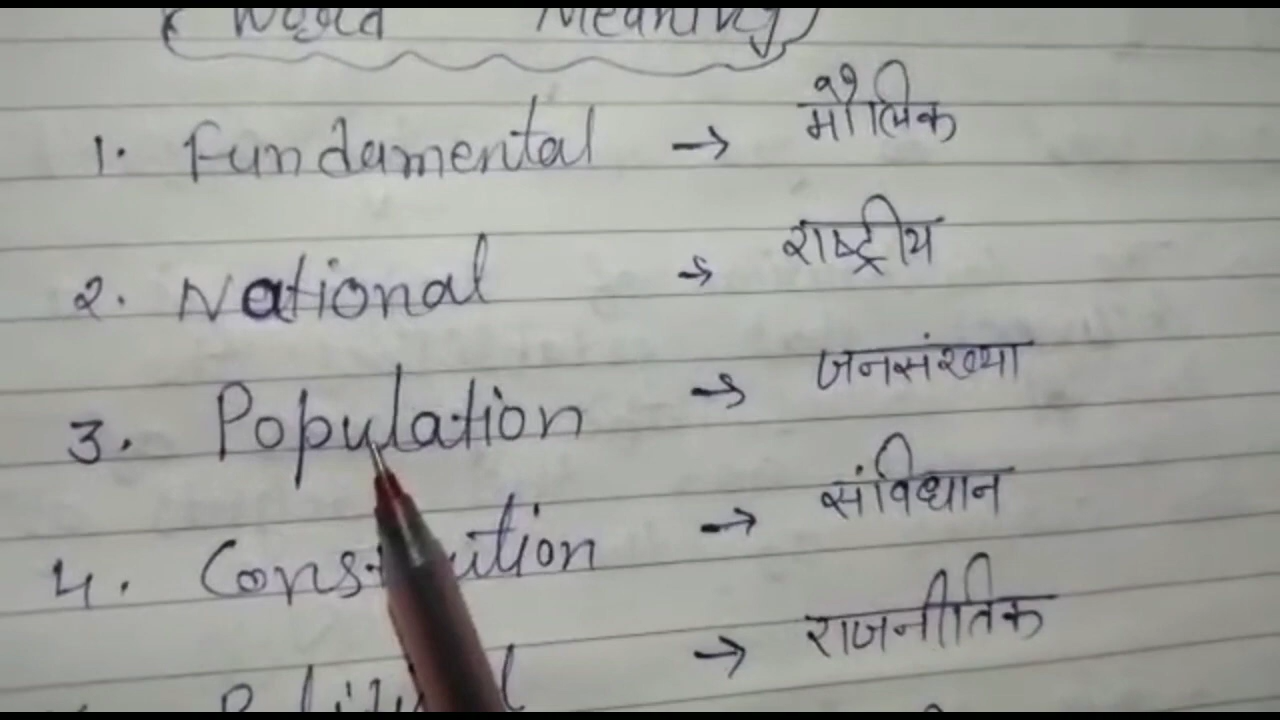 Word Meaning
1. Fundamental → मौलिक
2. National → राष्ट्रीय
3. Population → जनसंख्या
4. Constitution → संविधान
→ राजनीतिक